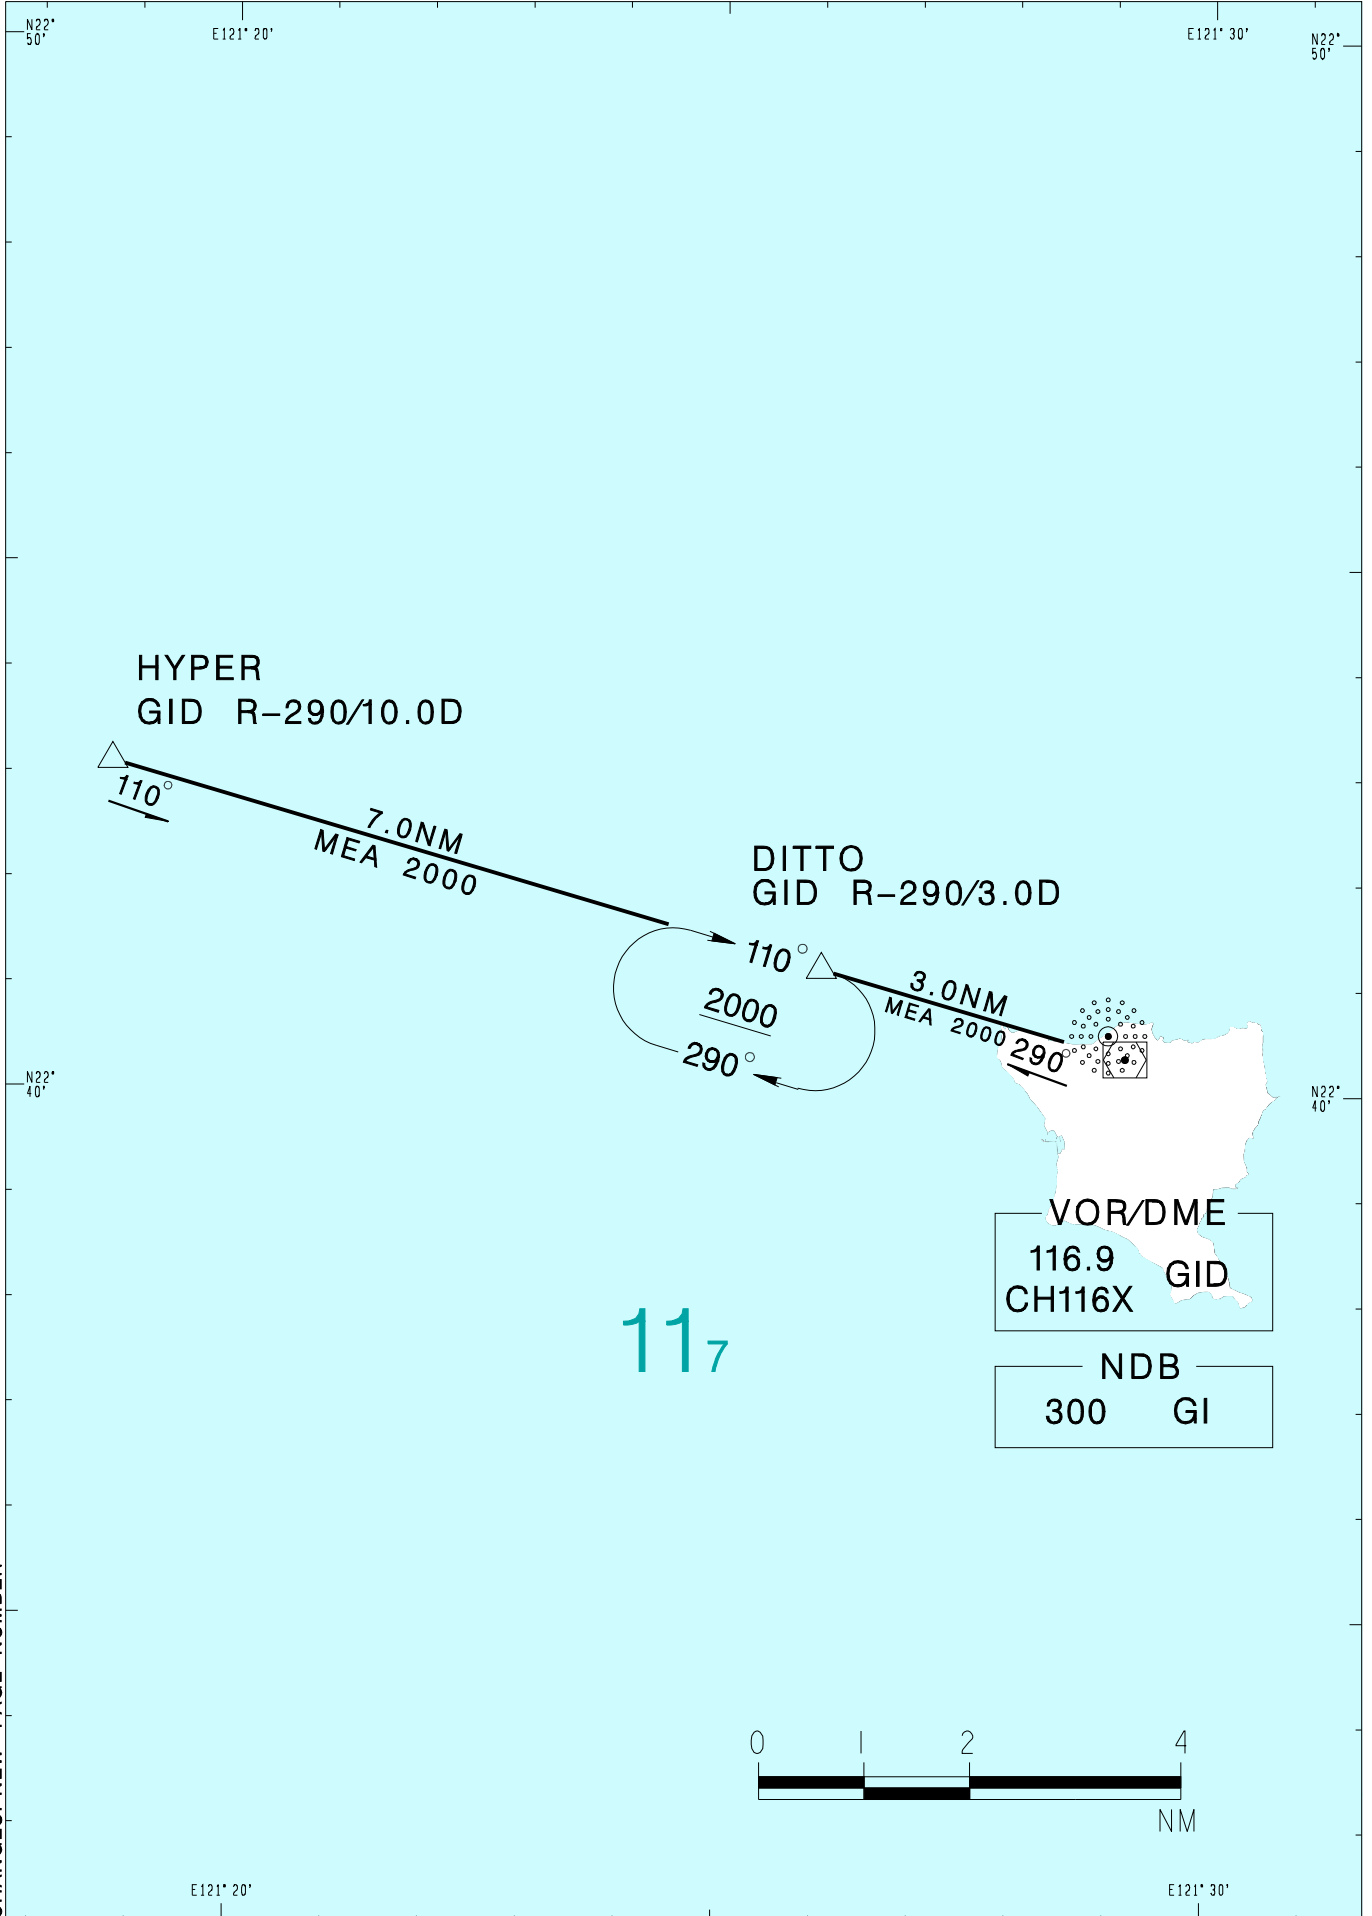 N22°
50'
E121° 20'
E121° 30'
N22°
50'
HYPER
GID R-290/10.0D
110°
7.0NM
MEA 2000
DITTO
GID R-290/3.0D
110°
3.0NM
MEA 2000
290°
2000
290°
N22°
40'
N22°
40'
VOR/DME
116.9
CH116X
GID
11 7
NDB
300 GI
0 1 2 4
NM
E121° 20'
E121° 30'